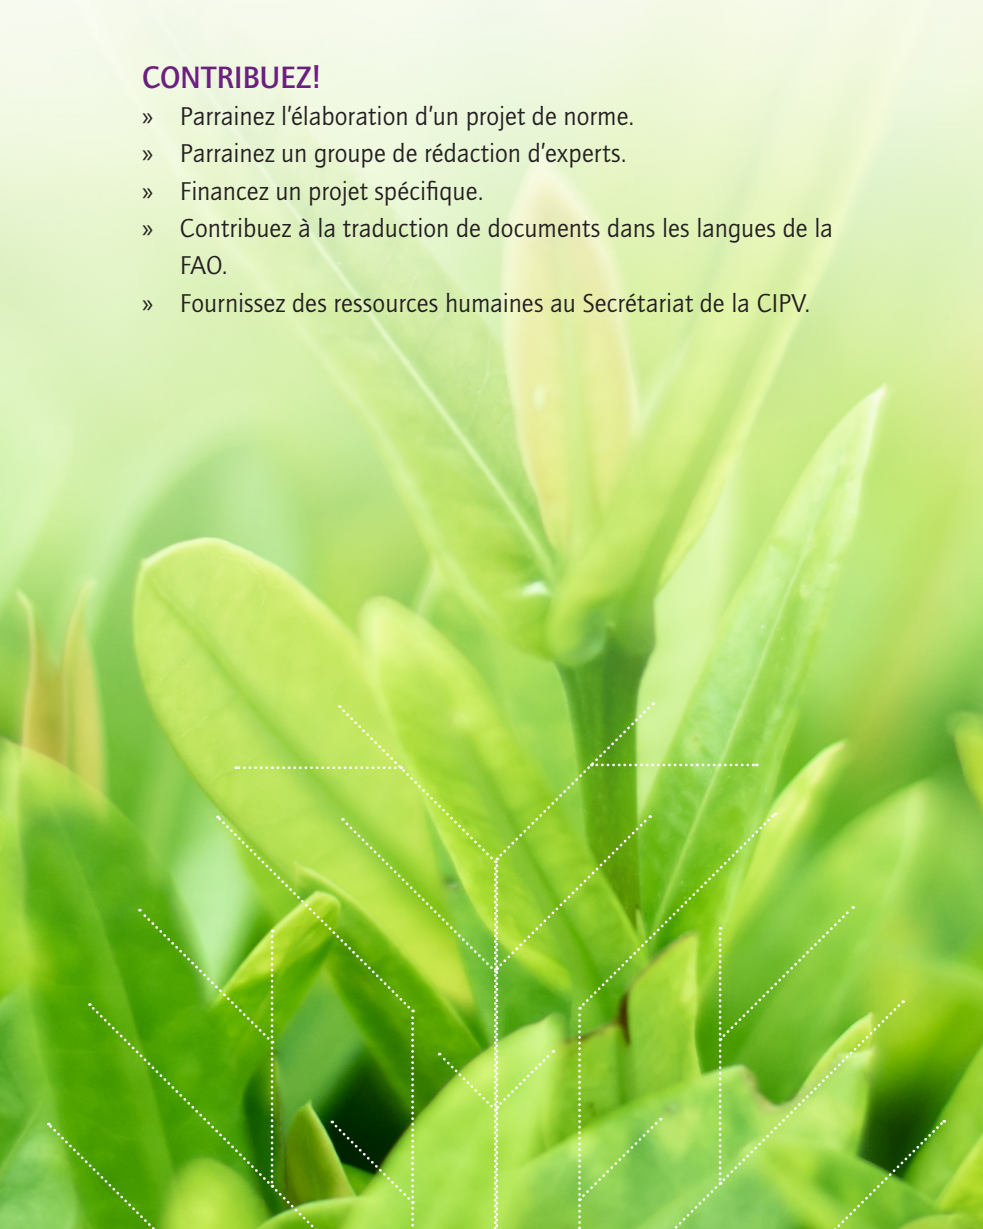 CONTRIBUEZ!
» Parrainez l’élaboration d’un projet de norme.
» Parrainez un groupe de rédaction d’experts.
» Financez un projet spécifique.
» Contribuez à la traduction de documents dans les langues de la
FAO.
» Fournissez des ressources humaines au Secrétariat de la CIPV.